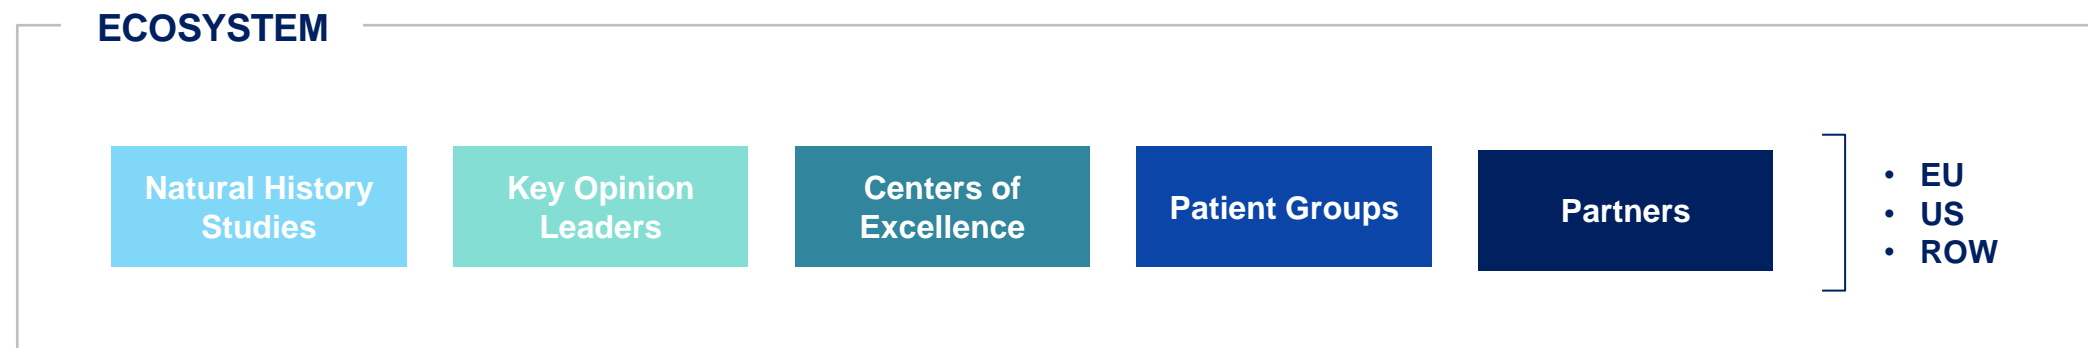 ECOSYSTEM
Natural History
Studies
Key Opinion
Leaders
Centers of
Excellence
Patient Groups
Partners
• EU
• US
• ROW